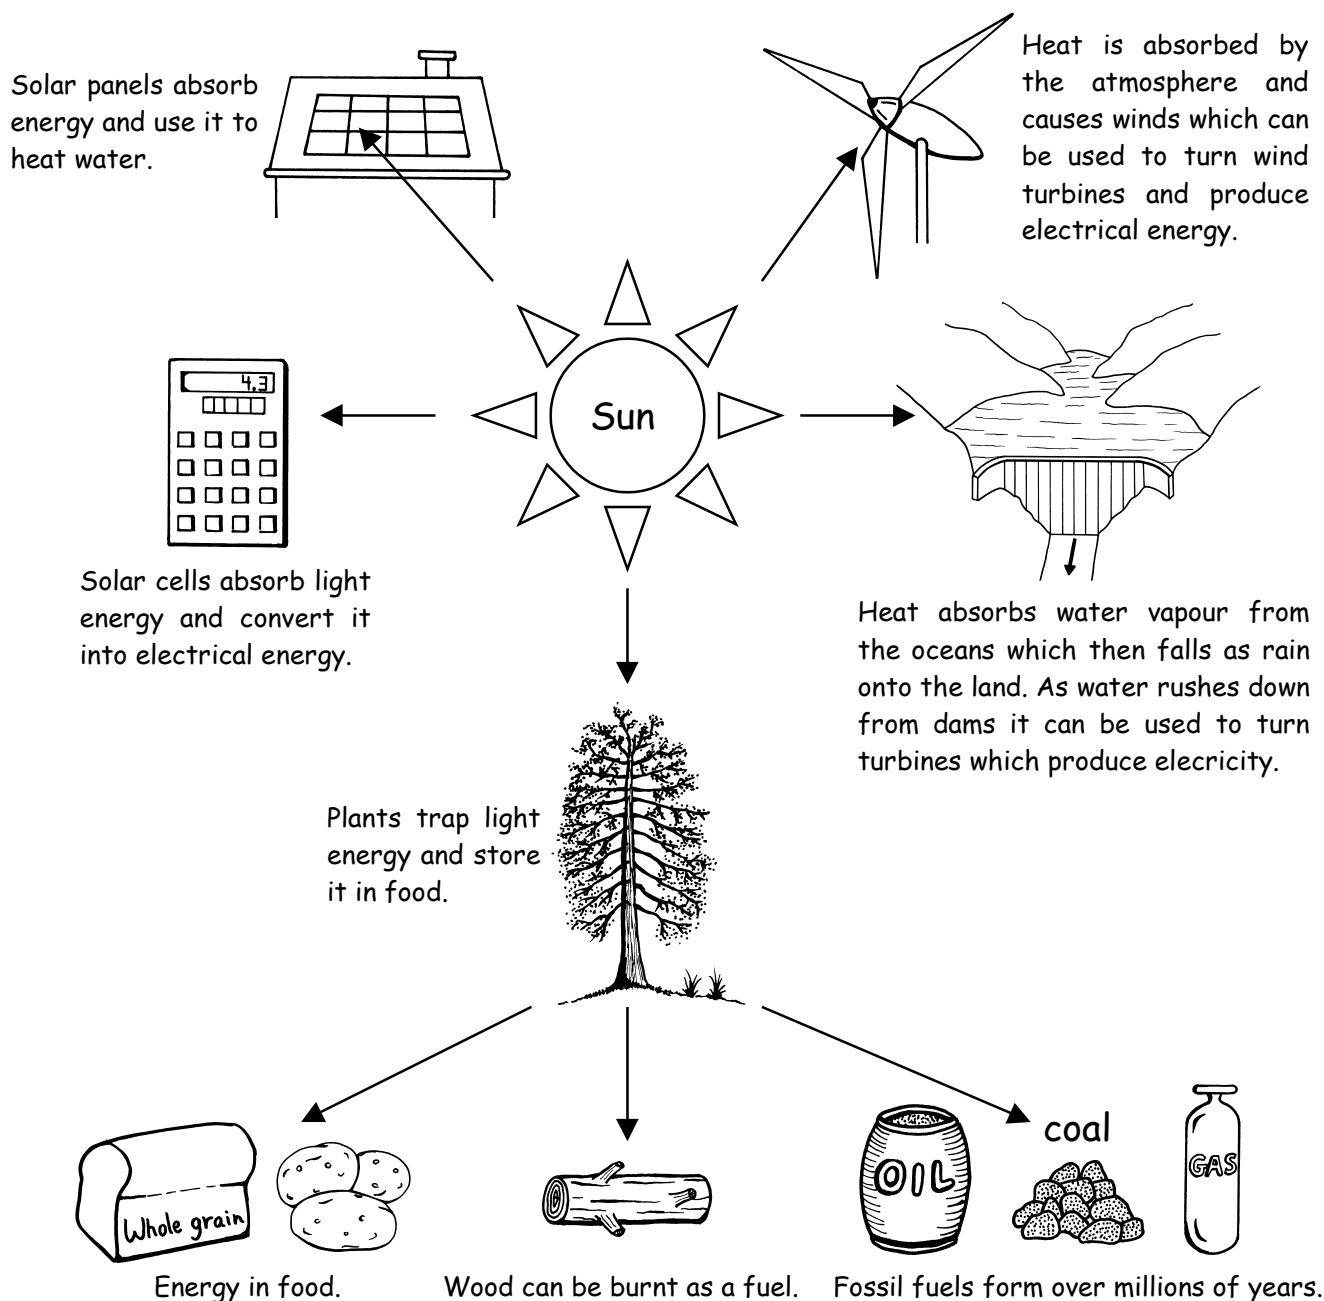 Solar panels absorb
energy and use it to
heat water.
Heat is absorbed by
the atmosphere and
causes winds which can
be used to turn wind
turbines and produce
electrical energy.
4.3
Sun
Solar cells absorb light
energy and convert it
into electrical energy.
Heat absorbs water vapour from
the oceans which then falls as rain
onto the land. As water rushes down
from dams it can be used to turn
turbines which produce elecricity.
Plants trap light
energy and store
it in food.
Whole grain
OIL
coal
GAS
Energy in food.
Wood can be burnt as a fuel.
Fossil fuels form over millions of years.